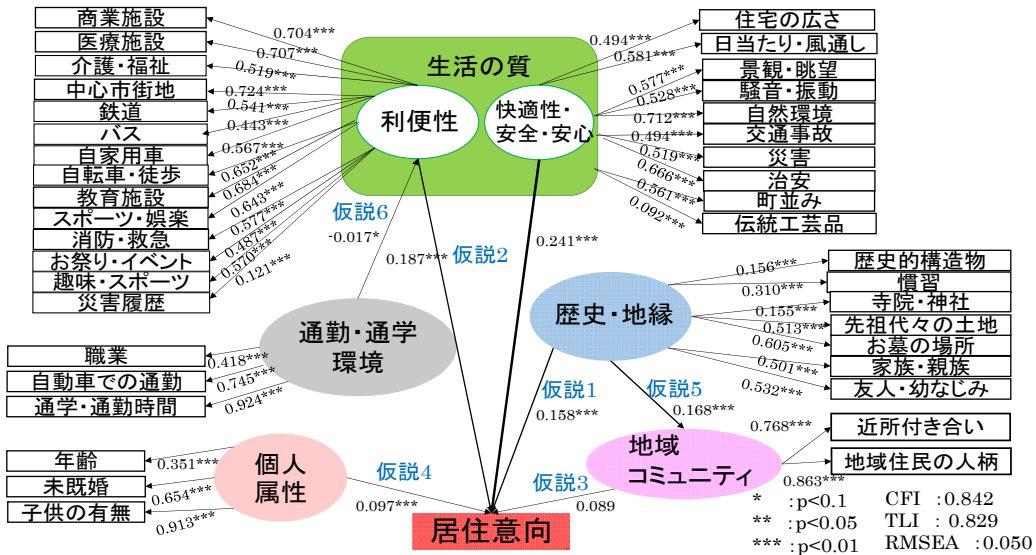 商業施設
医療施設
介護・福祉
中心市街地
鉄道
バス
自家用車
自転車・徒歩
教育施設
スポーツ・娯楽
消防・救急
お祭り・イベント
趣味・スポーツ
災害履歴
0.704***
0.707***
0.519***
0.724***
0.541***
0.443***
0.567***
0.652***
0.684***
0.643***
0.577***
0.487***
0.570***
0.121***
生活の質
利便性
快適性・
安全・安心
0.494***
0.581***
0.577***
0.528***
0.712***
0.494***
0.519***
0.666***
0.561***
0.092***
住宅の広さ
日当たり・風通し
景観・眺望
騒音・振動
自然環境
交通事故
災害
治安
町並み
伝統工芸品
仮説6
-0.017*
0.187***
仮説2
0.241***
通勤・通学
環境
職業
自動車での通勤
通学・通勤時間
0.418***
0.745***
0.924***
歴史・地縁
0.156***
0.310***
0.155***
0.513***
0.605***
0.501***
0.532***
歴史的構造物
慣習
寺院・神社
先祖代々の土地
お墓の場所
家族・親族
友人・幼なじみ
仮説1
0.158***
仮説5
0.168***
地域
コミュニティ
0.768***
0.863***
近所付き合い
地域住民の人柄
年齢
未既婚
子供の有無
0.351***
0.654***
0.913***
個人
属性
仮説4
0.097***
仮説3
0.089
居住意向
* :p<0.1 CFI :0.842
** :p<0.05 TLI :0.829
*** :p<0.01 RMSEA :0.050